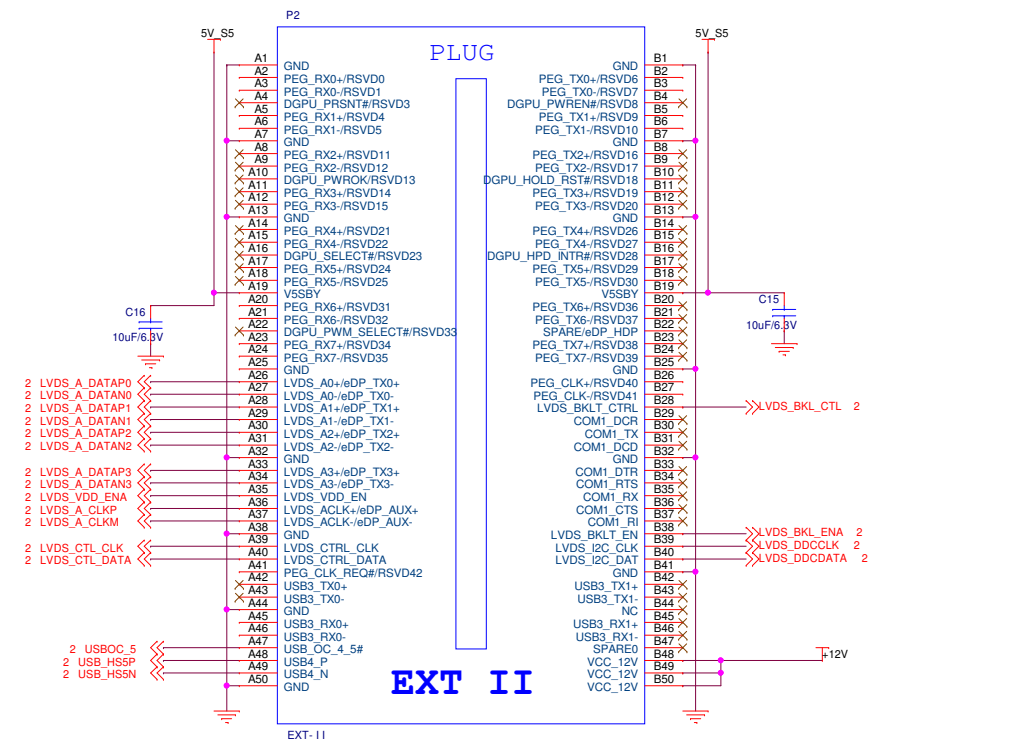 P2
5V_S5 5V_S5
PLUG
A1 GND GND B1
A2 PEG_RX0+/RSVD0 PEG_TX0+/RSVD6 B2
A3 PEG_RX0-/RSVD1 PEG_TX0-/RSVD7 B3
A4 DGPU_PRSNT#/RSVD3 DGPU_PWREN#/RSVD8 B4
A5 PEG_RX1+/RSVD4 PEG_TX1+/RSVD9 B5
A6 PEG_RX1-/RSVD5 PEG_TX1-/RSVD10 B6
A7 GND GND B7
A8 PEG_RX2+/RSVD11 PEG_TX2+/RSVD16 B8
A9 PEG_RX2-/RSVD12 PEG_TX2-/RSVD17 B9
A10 DGPU_PWROK/RSVD13 DGPU_HOLD_RST#/RSVD18 B10
A11 PEG_RX3+/RSVD14 PEG_TX3+/RSVD19 B11
A12 PEG_RX3-/RSVD15 PEG_TX3-/RSVD20 B12
A13 GND GND B13
A14 PEG_RX4+/RSVD21 PEG_TX4+/RSVD26 B14
A15 PEG_RX4-/RSVD22 PEG_TX4-/RSVD27 B15
A16 DGPU_SELECT#/RSVD23 DGPU_HPD_INTR#/RSVD28 B16
A17 PEG_RX5+/RSVD24 PEG_TX5+/RSVD29 B17
A18 PEG_RX5-/RSVD25 PEG_TX5-/RSVD30 B18
A19 V5SBY V5SBY B19
C16 A20 PEG_RX6+/RSVD31 PEG_TX6+/RSVD36 B20 C15
A21 PEG_RX6-/RSVD32 PEG_TX6-/RSVD37 B21
10uF/6.3V A22 DGPU_PWM_SELECT#/RSVD33 SPARE/eDP_HDP B22 10uF/6.3V
A23 PEG_RX7+/RSVD34 PEG_TX7+/RSVD38 B23
A24 PEG_RX7-/RSVD35 PEG_TX7-/RSVD39 B24
A25 GND GND B25
2 LVDS_A_DATAP0 A26 LVDS_A0+/eDP_TX0+ PEG_CLK+/RSVD40 B26
2 LVDS_A_DATAN0 A27 LVDS_A0-/eDP_TX0- PEG_CLK-/RSVD41 B27
2 LVDS_A_DATAP1 A28 LVDS_A1+/eDP_TX1+ LVDS_BKLT_CTRL B28 LVDS_BKL_CTL 2
2 LVDS_A_DATAN1 A29 LVDS_A1-/eDP_TX1- COM1_DCR B29
2 LVDS_A_DATAP2 A30 LVDS_A2+/eDP_TX2+ COM1_TX B30
2 LVDS_A_DATAN2 A31 LVDS_A2-/eDP_TX2- COM1_DCD B31
A32 GND GND B32
2 LVDS_A_DATAP3 A33 LVDS_A3+/eDP_TX3+ COM1_DTR B33
2 LVDS_A_DATAN3 A34 LVDS_A3-/eDP_TX3- COM1_RTS B34
2 LVDS_VDD_ENA A35 LVDS_VDD_EN COM1_RX B35
2 LVDS_A_CLKP A36 LVDS_ACLK+/eDP_AUX+ COM1_CTS B36
2 LVDS_A_CLKM A37 LVDS_ACLK-/eDP_AUX- COM1_RI B37
A38 GND LVDS_BKLT_EN B38 LVDS_BKL_ENA 2
2 LVDS_CTL_CLK A39 LVDS_CTRL_CLK LVDS_I2C_CLK B39 LVDS_DDCCLK 2
2 LVDS_CTL_DATA A40 LVDS_CTRL_DATA LVDS_I2C_DAT B40 LVDS_DDCDATA 2
A41 PEG_CLK_REQ#/RSVD42 GND B41
A42 USB3_TX0+ USB3_TX1+ B42
A43 USB3_TX0- USB3_TX1- B43
A44 GND NC B44
A45 USB3_RX0+ USB3_RX1+ B45
A46 USB3_RX0- USB3_RX1- B46
2 USBOC_5 A47 USB_OC_4_5# SPARE0 B47
2 USB_HS5P A48 USB4_P VCC_12V B48 +12V
2 USB_HS5N A49 USB4_N VCC_12V B49
A50 GND VCC_12V B50
EXT II
EXT-II